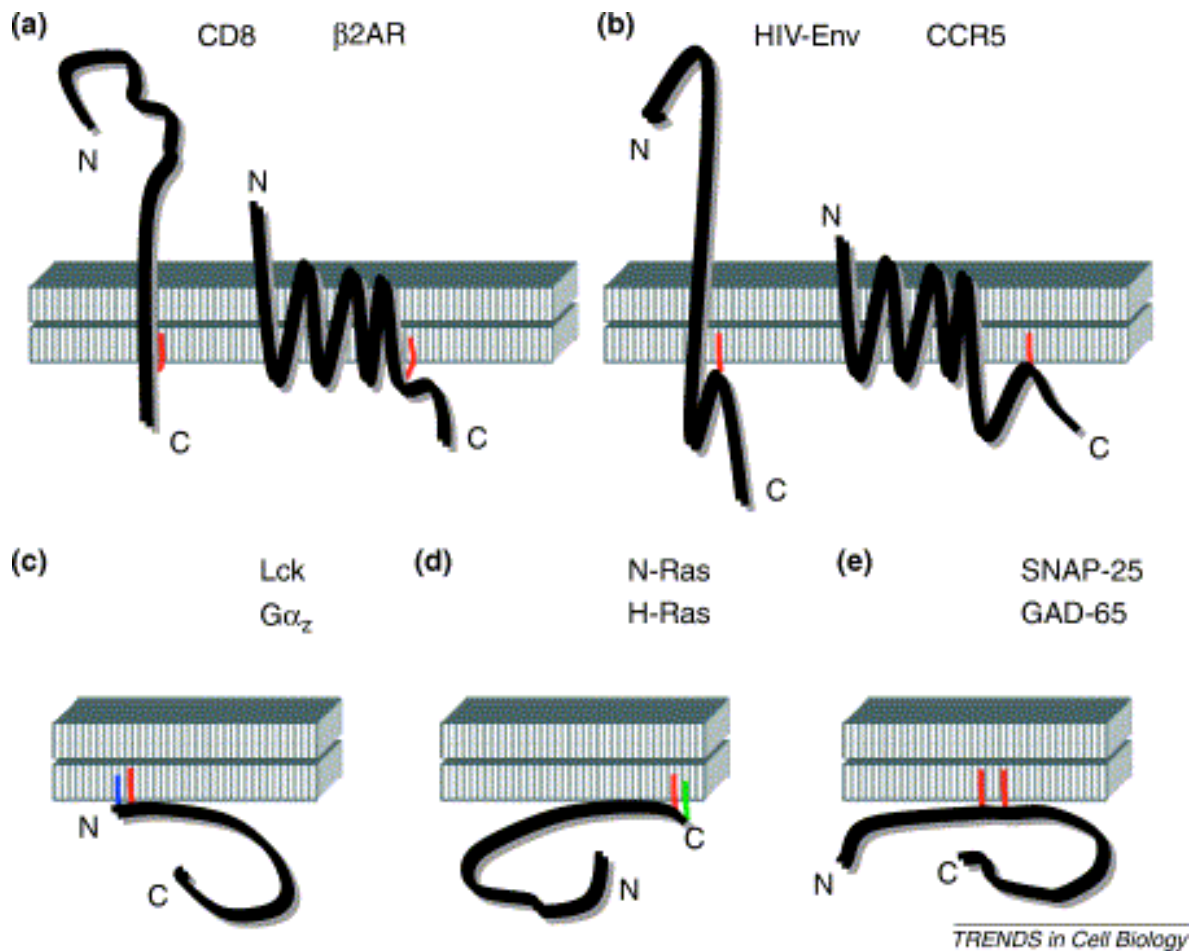 (a) CD8 β2AR
N
N
C
C
(b) HIV-Env CCR5
N
N
C
C
(c) Lck
Gαz
N
C
(d) N-Ras
H-Ras
C
N
(e) SNAP-25
GAD-65
N
C
TRENDS in Cell Biology